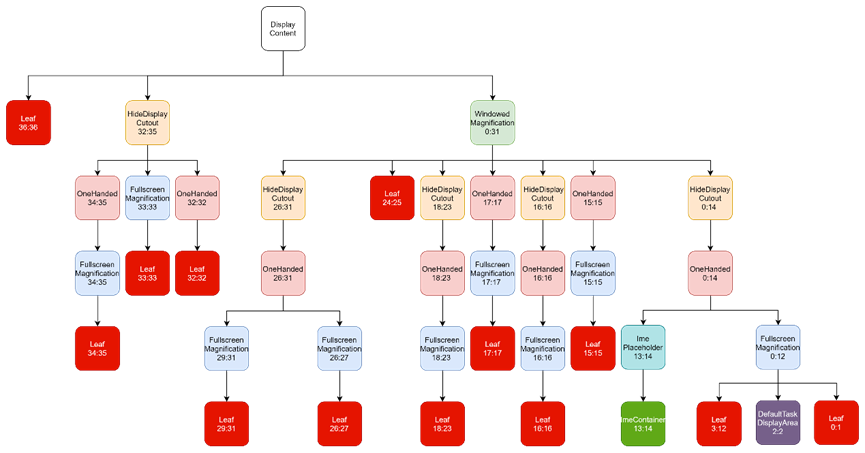 Display
Content
Leaf
36:36
HideDisplay
Cutout
32:35
Windowed
Magnification
0:31
OneHanded
34:35
Fullscreen
Magnification
33:33
OneHanded
32:32
HideDisplay
Cutout
26:31
Leaf
24:25
HideDisplay
Cutout
18:23
OneHanded
17:17
HideDisplay
Cutout
16:16
OneHanded
15:15
HideDisplay
Cutout
0:14
Fullscreen
Magnification
34:35
Leaf
33:33
Leaf
32:32
OneHanded
26:31
OneHanded
18:23
Fullscreen
Magnification
17:17
OneHanded
16:16
Fullscreen
Magnification
15:15
OneHanded
0:14
Leaf
34:35
Fullscreen
Magnification
29:31
Fullscreen
Magnification
26:27
Fullscreen
Magnification
18:23
Leaf
17:17
Fullscreen
Magnification
16:16
Leaf
15:15
Ime
Placeholder
13:14
Fullscreen
Magnification
0:12
Leaf
29:31
Leaf
26:27
Leaf
18:23
Leaf
16:16
ImeContainer
13:14
Leaf
3:12
DefaultTask
DisplayArea
2:2
Leaf
0:1